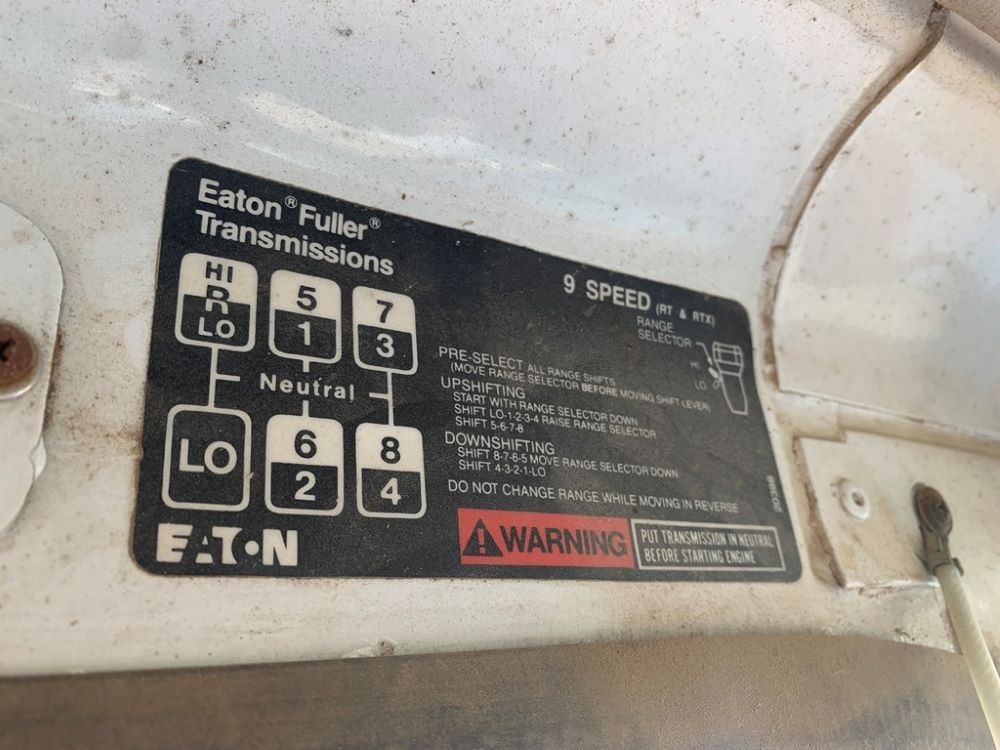 Eaton® Fuller®
Transmissions
HI
R
LO
5
1
7
3
Neutral
LO
6
2
8
4
EATON
9 SPEED (RT & RTX)
RANGE
SELECTOR
HI
LO
PRE-SELECT ALL RANGE SHIFTS
(MOVE RANGE SELECTOR BEFORE MOVING SHIFT LEVER)
UPSHIFTING
START WITH RANGE SELECTOR DOWN
SHIFT LO-1-2-3-4 RAISE RANGE SELECTOR
SHIFT 5-6-7-8
DOWNSHIFTING
SHIFT 8-7-6-5 MOVE RANGE SELECTOR DOWN
SHIFT 4-3-2-1-LO
DO NOT CHANGE RANGE WHILE MOVING IN REVERSE
WARNING
PUT TRANSMISSION IN NEUTRAL
BEFORE STARTING ENGINE